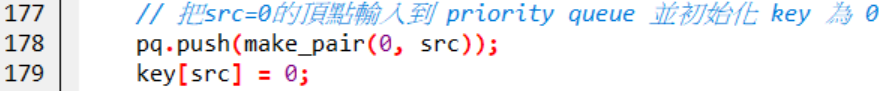 177 // 把src=0的頂點輸入到 priority queue 並初始化 key 為 0
178 pq.push(make_pair(0, src));
179 key[src] = 0;